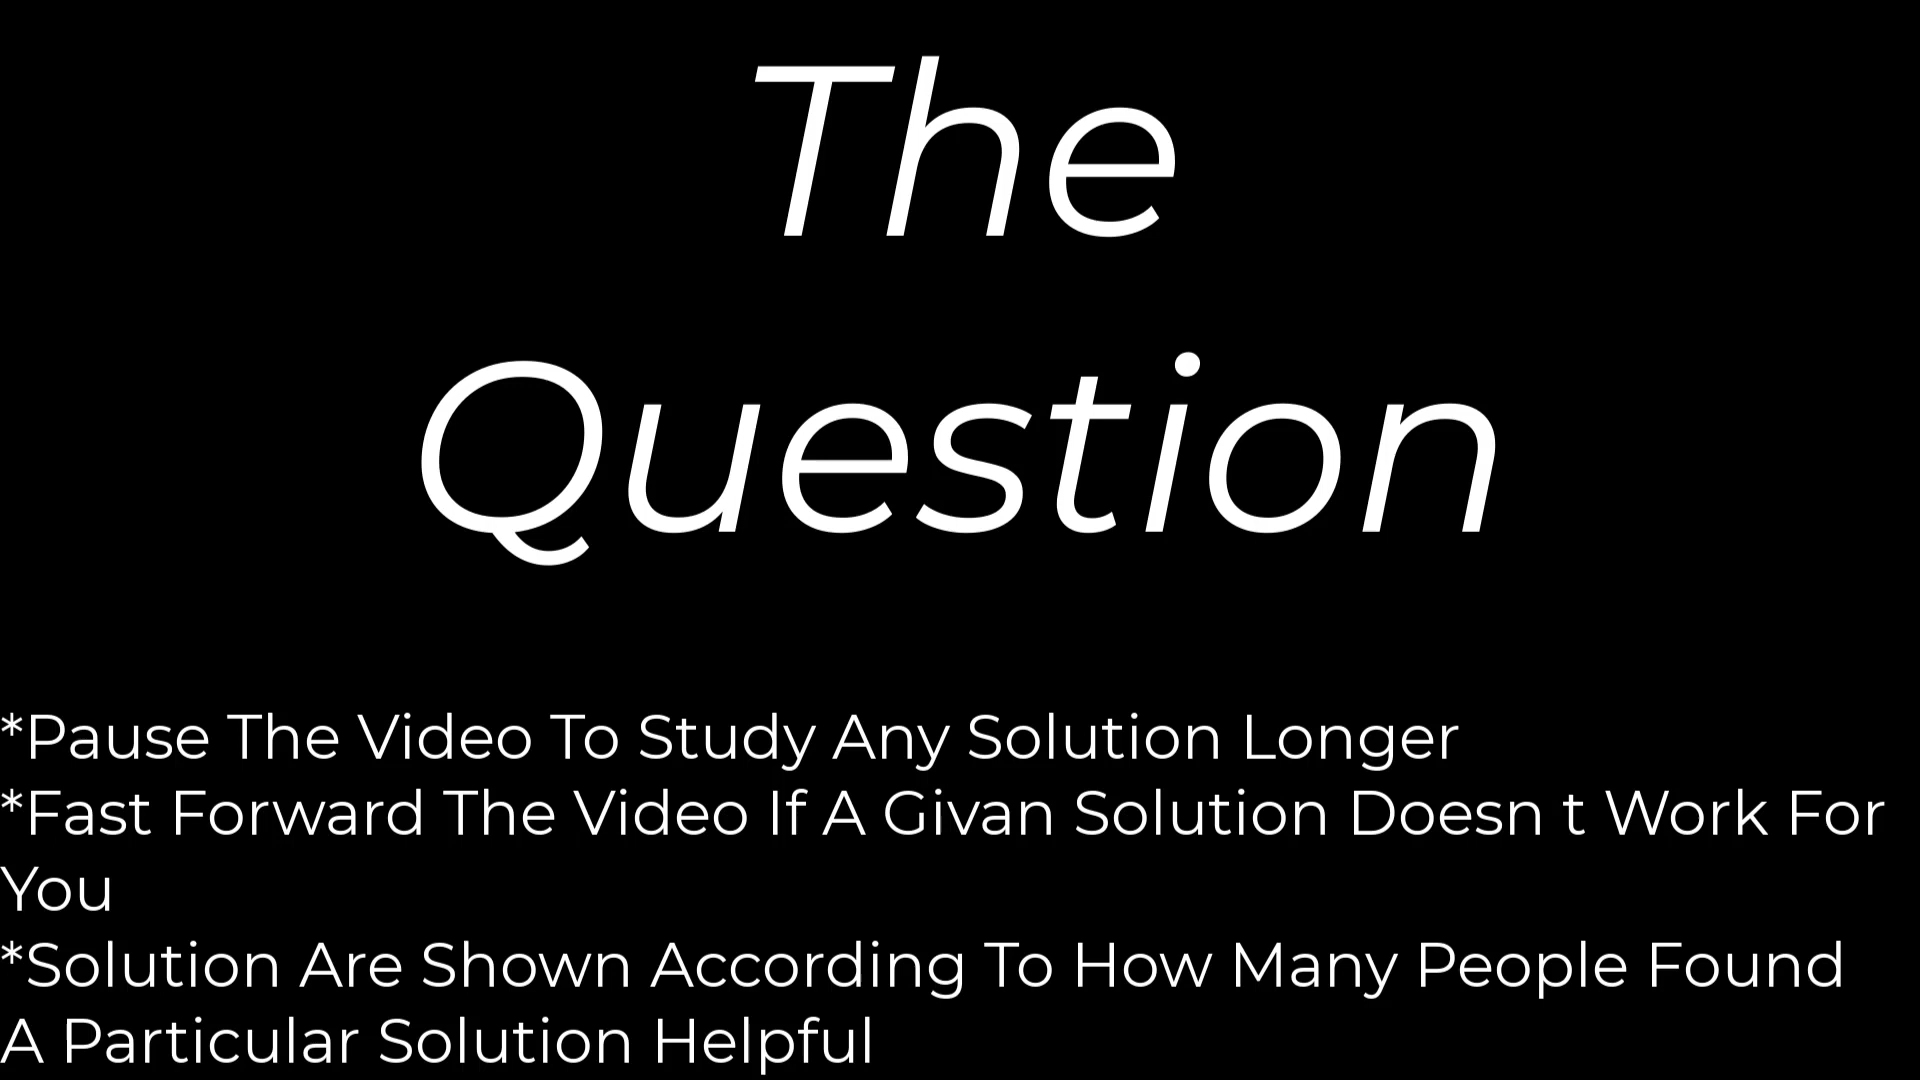 The
Question
*Pause The Video To Study Any Solution Longer
*Fast Forward The Video If A Givan Solution Doesn t Work For
You
*Solution Are Shown According To How Many People Found
A Particular Solution Helpful